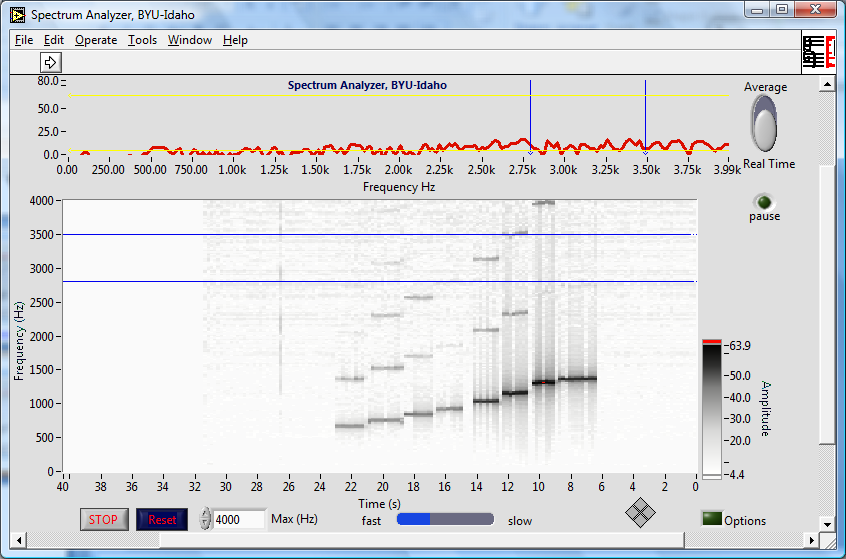 Spectrum Analyzer, BYU-Idaho
File Edit Operate Tools Window Help
Spectrum Analyzer, BYU-Idaho
80.0
50.0
25.0
0.0
0.00 250.00 500.00 750.00 1.00k 1.25k 1.50k 1.75k 2.00k 2.25k 2.50k 2.75k 3.00k 3.25k 3.50k 3.75k 3.99k
Frequency Hz
Average
Real Time
pause
4000
3500
3000
2500
2000
1500
1000
500
0
Frequency (Hz)
40 38 36 34 32 30 28 26 24 22 20 18 16 14 12 10 8 6 4 2 0
Time (s)
63.9
50.0
40.0
30.0
20.0
4.4
Amplitude
STOP Reset 4000 Max (Hz) fast slow Options